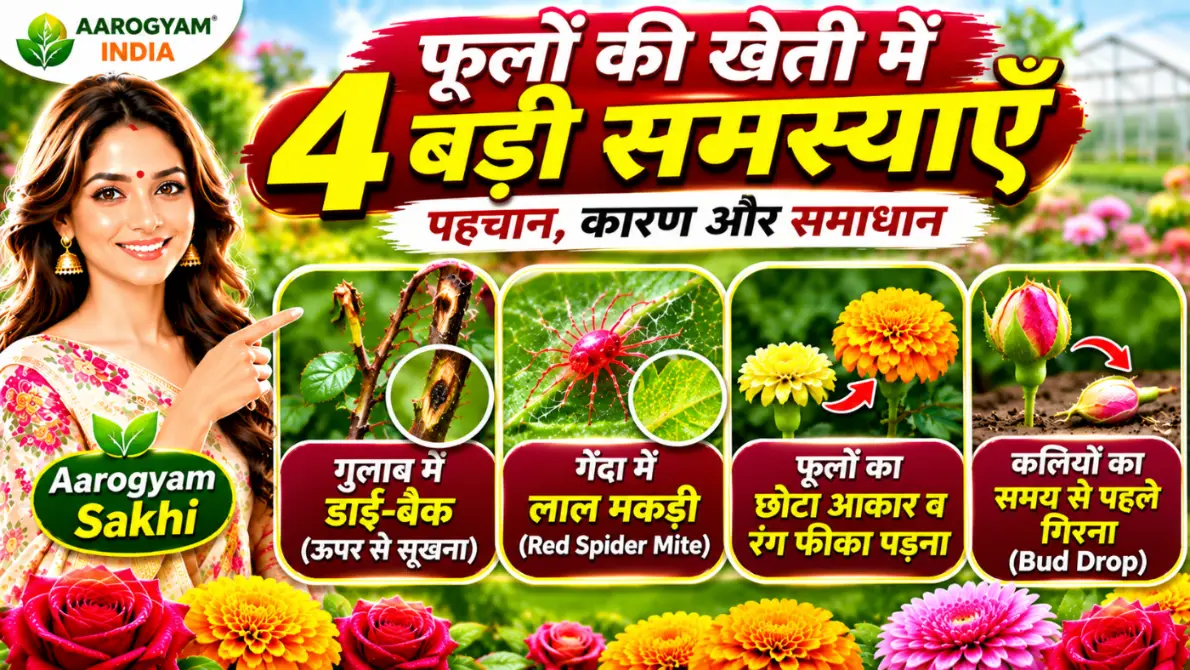 AAROGYAM®
INDIA
फूलों की खेती में
4 बड़ी समस्याएँ
पहचान, कारण और समाधान
गुलाब में
डाई-बैक
(ऊपर से सूखना)
गेंदा में
लाल मकड़ी
(Red Spider Mite)
फूलों का
छोटा आकार व
रंग फीका पड़ना
कलियों का
समय से पहले
गिरना
(Bud Drop)
Aarogyam
Sakhi